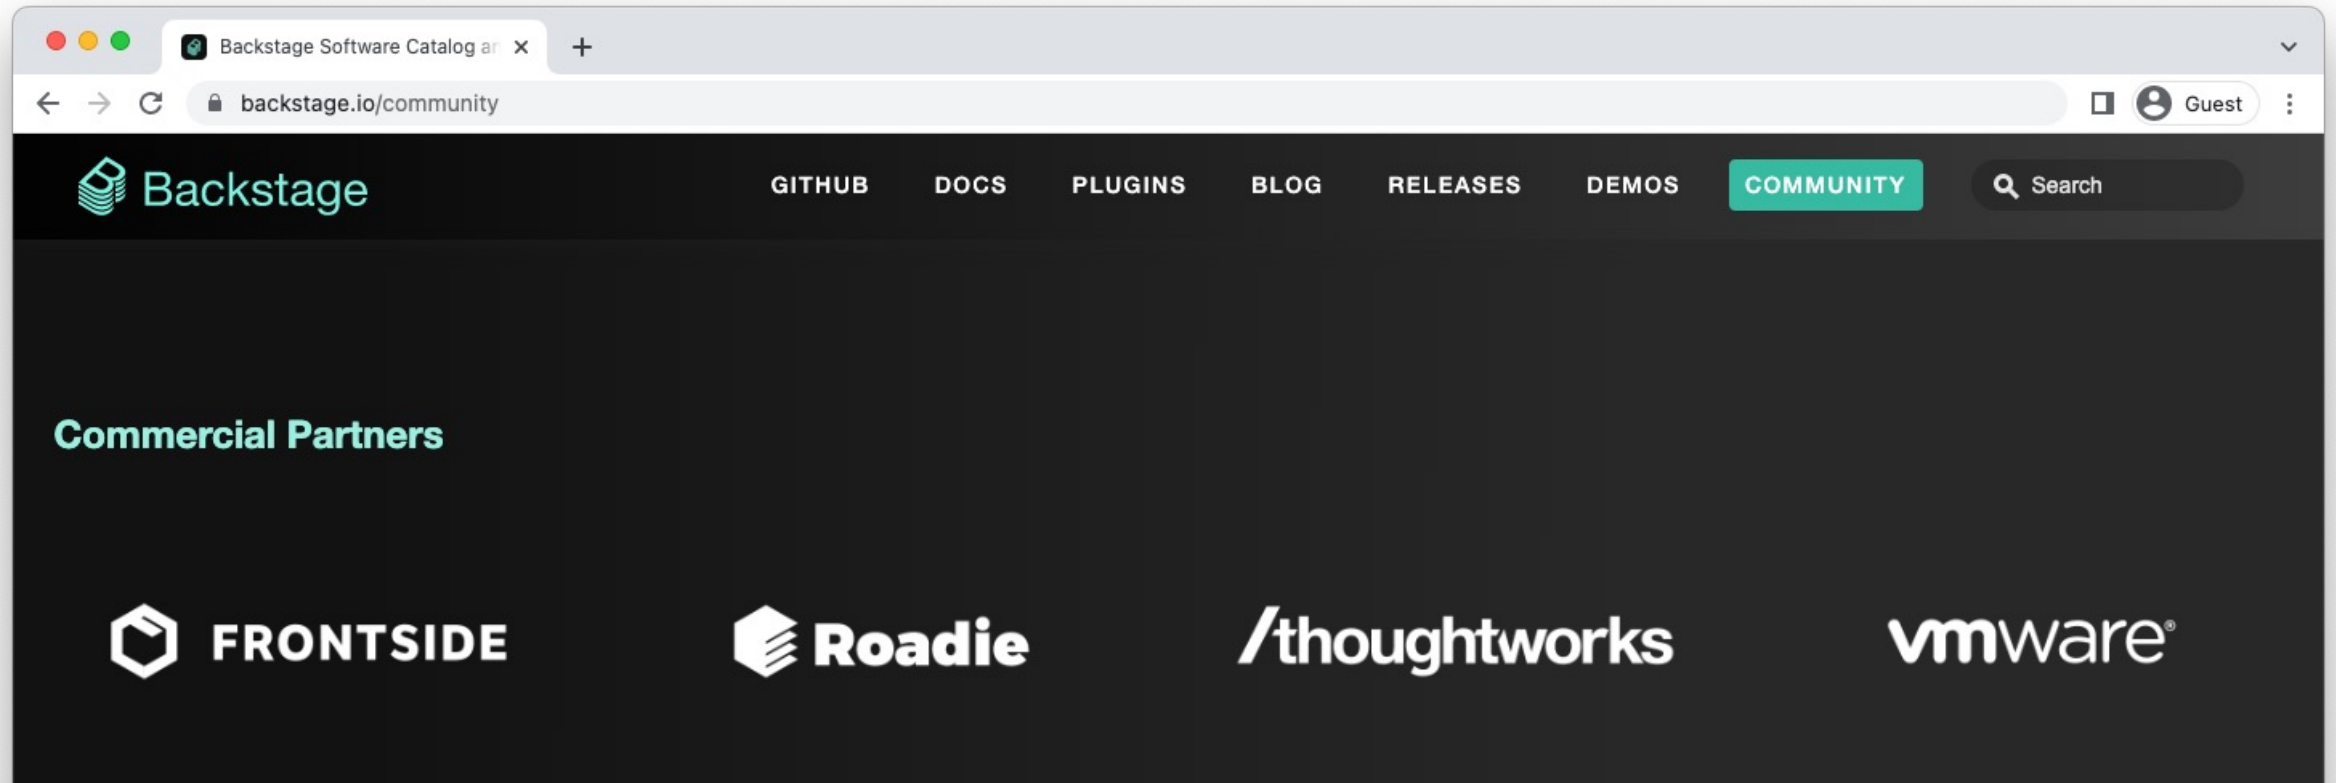 Backstage Software Catalog an
backstage.io/community
Guest
Backstage
GITHUB DOCS PLUGINS BLOG RELEASES DEMOS COMMUNITY Search
Commercial Partners
FRONTSIDE Roadie /thoughtworks vmware®